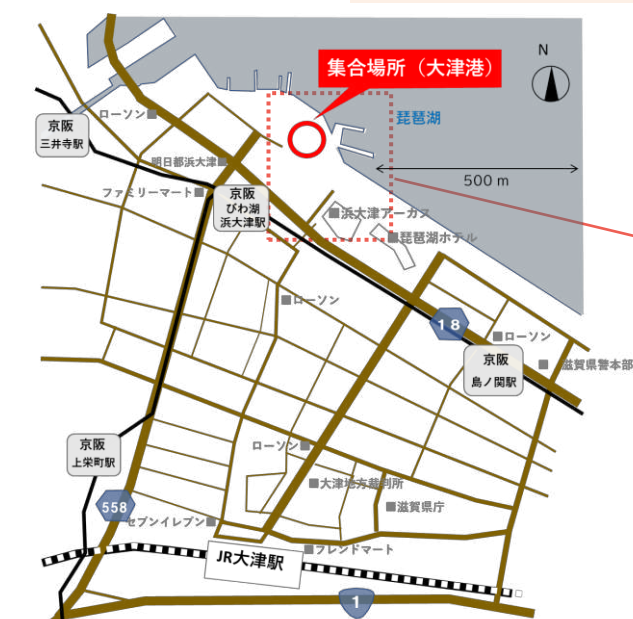 集合場所（大津港）
N
琵琶湖
500 m
ローソン
京阪
三井寺駅
明日都浜大津
ファミリーマート
京阪
びわ湖
浜大津駅
浜大津アーカス
琵琶湖ホテル
ローソン
18
ローソン
滋賀県警本部
京阪
島ノ関駅
京阪
上栄町駅
ローソン
大津地方裁判所
558
セブンイレブン
滋賀県庁
フレンドマート
JR大津駅
1